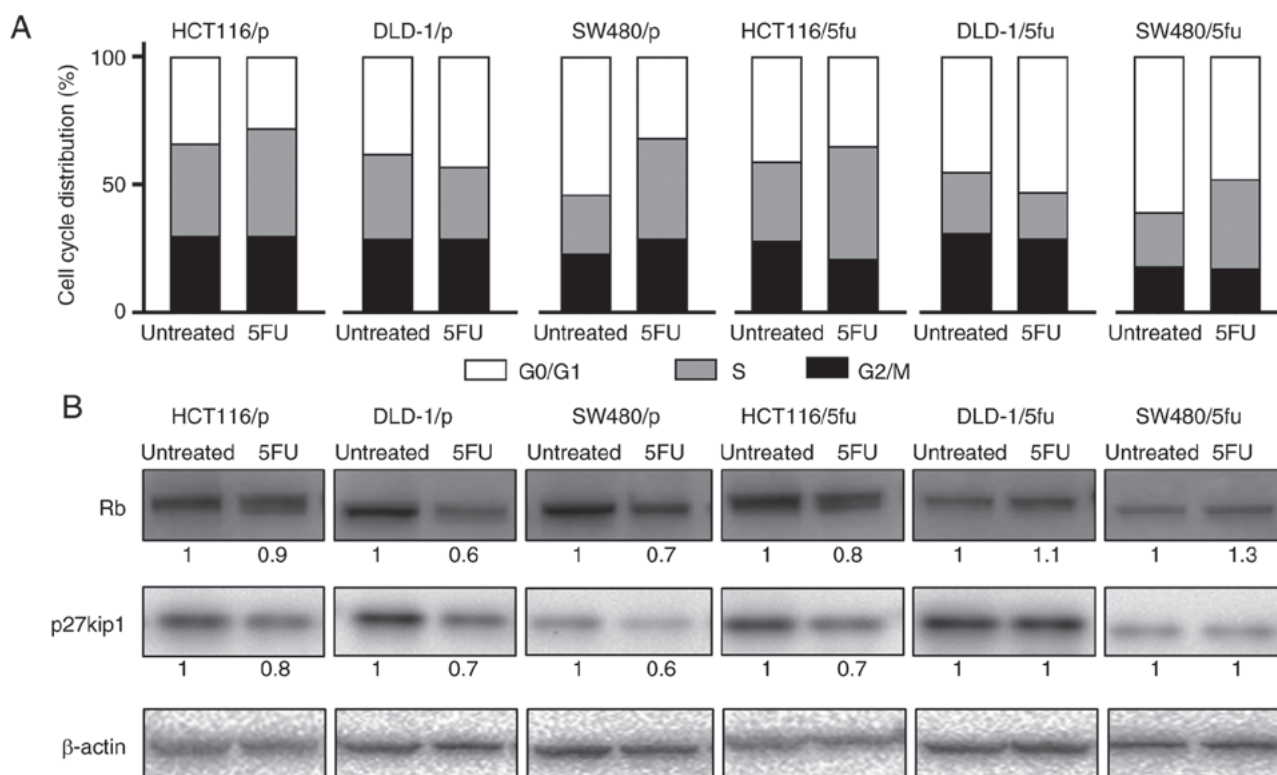 A
HCT116/p DLD-1/p SW480/p HCT116/5fu DLD-1/5fu SW480/5fu
Cell cycle distribution (%)
100
50
0
Untreated 5FU Untreated 5FU Untreated 5FU Untreated 5FU Untreated 5FU Untreated 5FU
G0/G1 S G2/M
B
HCT116/p DLD-1/p SW480/p HCT116/5fu DLD-1/5fu SW480/5fu
Untreated 5FU Untreated 5FU Untreated 5FU Untreated 5FU Untreated 5FU Untreated 5FU
Rb
1 0.9 1 0.6 1 0.7 1 0.8 1 1.1 1 1.3
p27kip1
1 0.8 1 0.7 1 0.6 1 0.7 1 1 1 1
β-actin